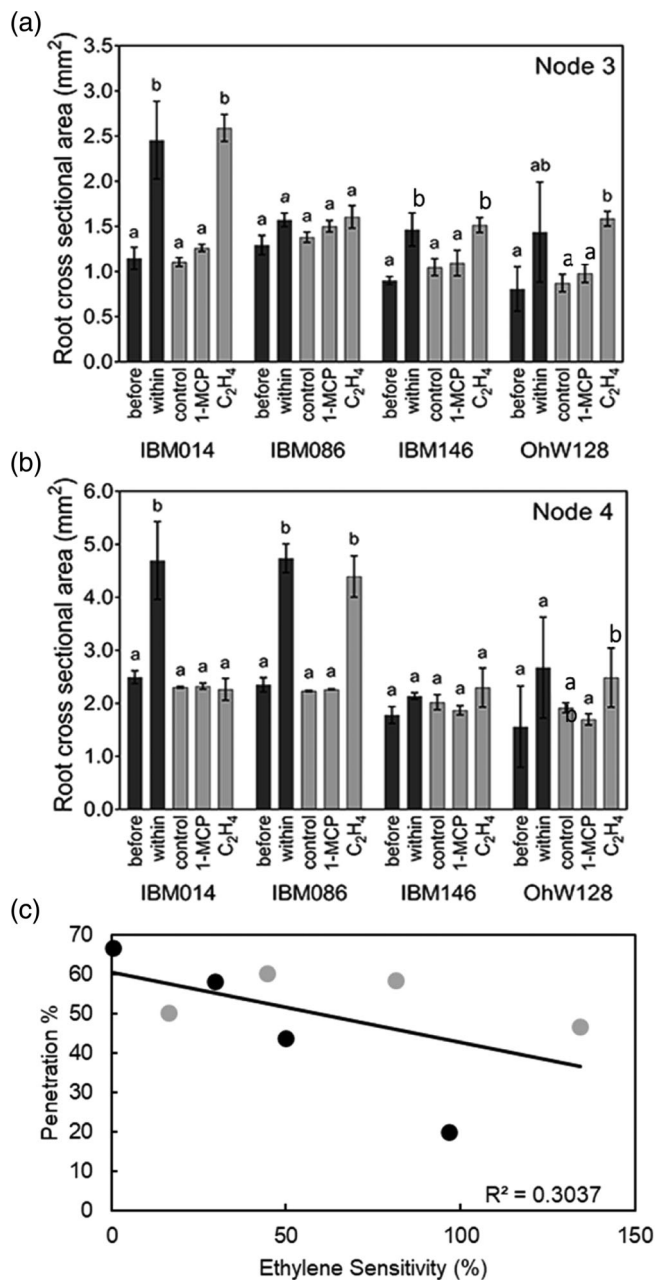 (a)
Root cross sectional area (mm²)
Node 3
3.5
3.0
2.5
2.0
1.5
1.0
0.5
0.0
a b a a b
a a a a a
a b a a b
a ab a a b
before within control 1-MCP C₂H₄
before within control 1-MCP C₂H₄
before within control 1-MCP C₂H₄
before within control 1-MCP C₂H₄
IBM014 IBM086 IBM146 OhW128
(b)
Root cross sectional area (mm²)
Node 4
6.0
5.0
4.0
3.0
2.0
1.0
0.0
a b a a a
a b a a b
a a a a a
a a a b a b
before within control 1-MCP C₂H₄
before within control 1-MCP C₂H₄
before within control 1-MCP C₂H₄
before within control 1-MCP C₂H₄
IBM014 IBM086 IBM146 OhW128
(c)
Penetration %
70
60
50
40
30
20
10
0
R² = 0.3037
0 50 100 150
Ethylene Sensitivity (%)